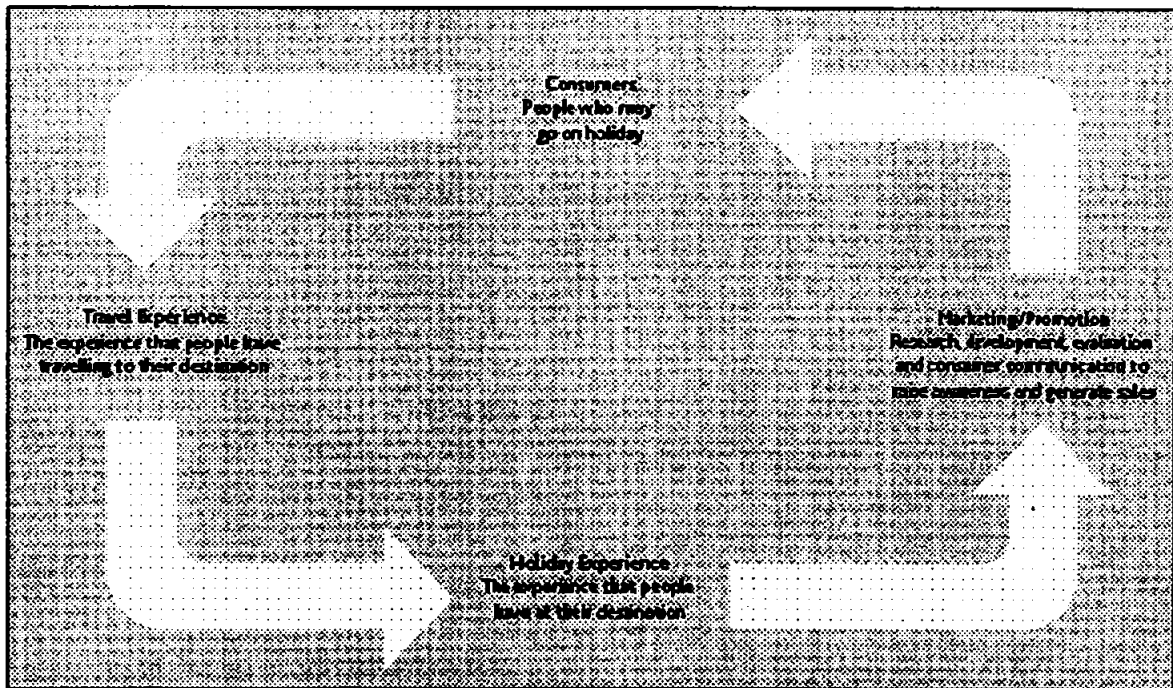 Consumers
People who may
go on holiday
Travel Experience
The experience that people have
travelling to their destination
Marketing/Promotion
Research, development, evaluation
and consumer communication to
raise awareness and generate sales
Holiday Experience
The experience that people
have at their destination